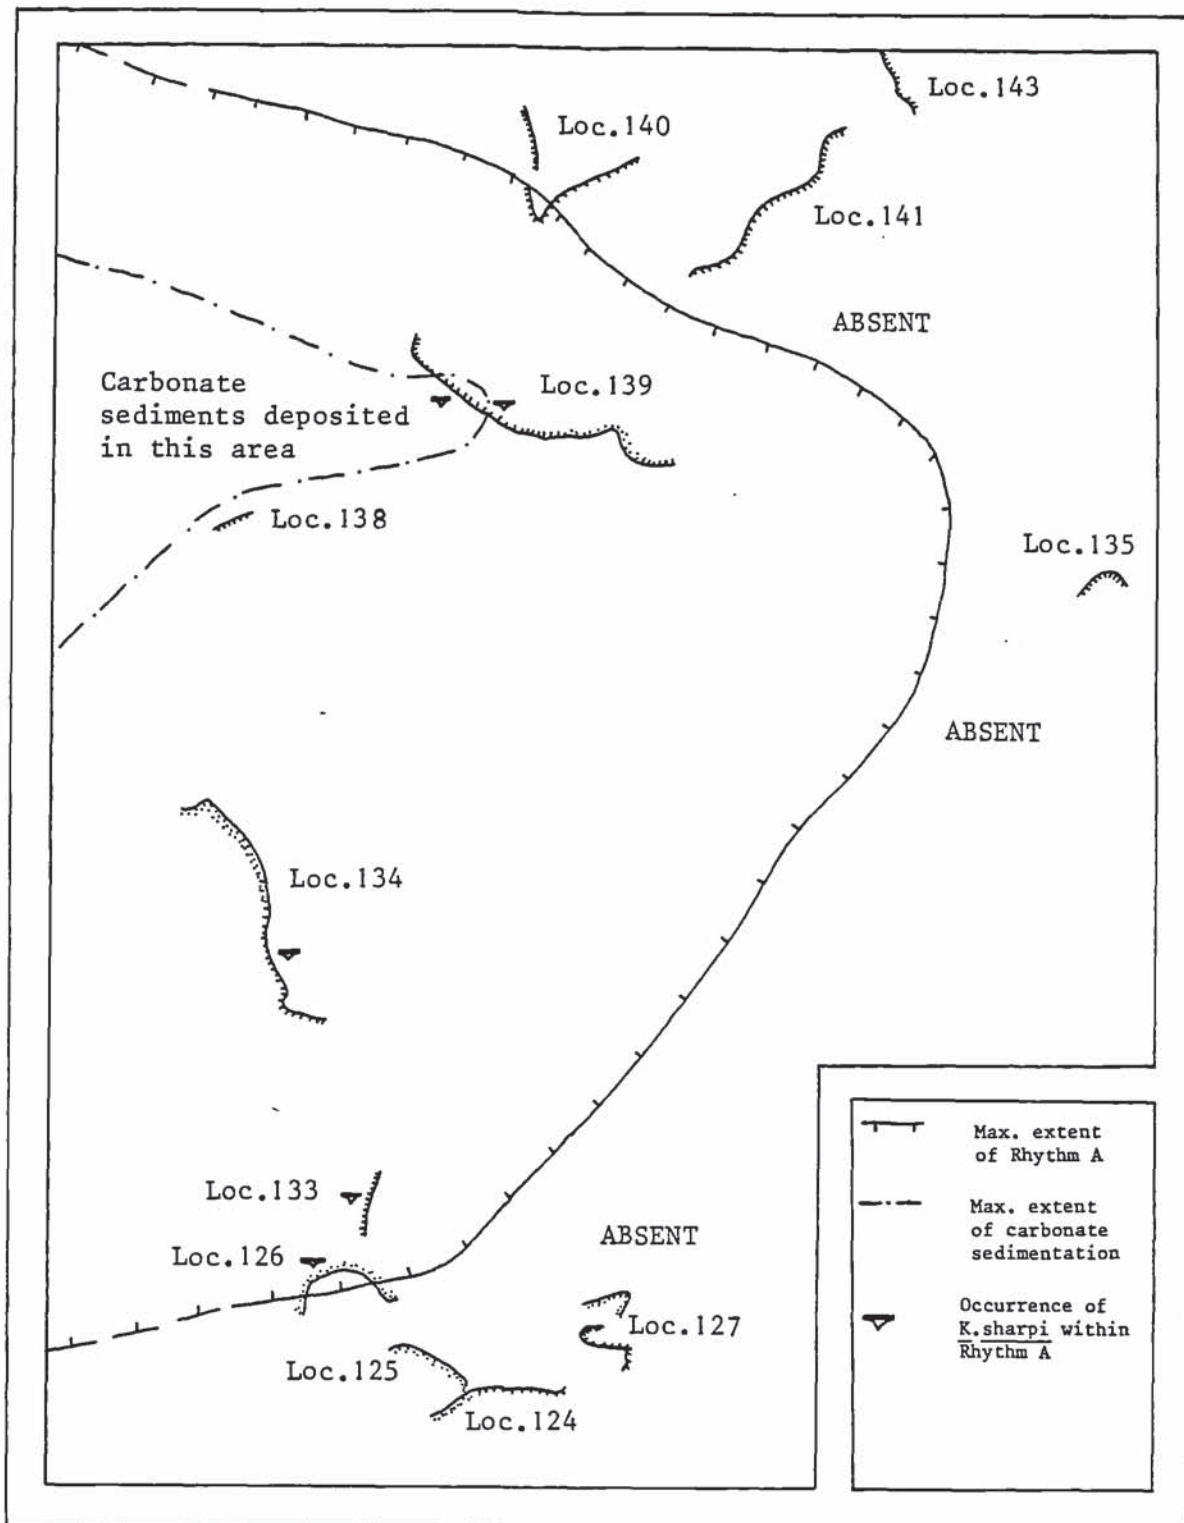 Loc.143
Loc.140
Loc.141
ABSENT
Loc.139
Carbonate
sediments deposited
in this area
Loc.138
Loc.135
ABSENT
Loc.134
Loc.133
ABSENT
Loc.126
Loc.127
Loc.125
Loc.124
Max. extent
of Rhythm A
Max. extent
of carbonate
sedimentation
Occurrence of
K.sharpi within
Rhythm A